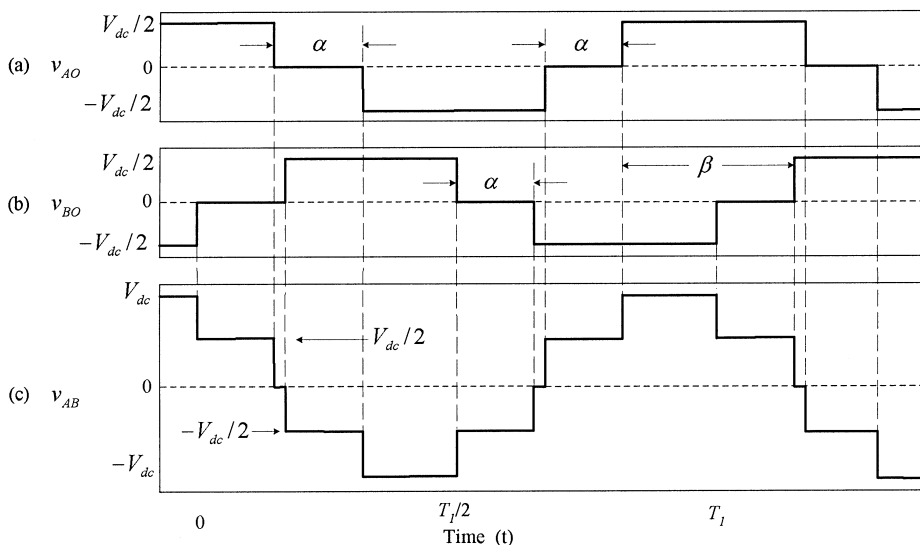 V_dc/2
α
α
(a) v_AO
0
−V_dc/2
V_dc/2
α
β
(b) v_BO
0
−V_dc/2
V_dc
V_dc/2
0
(c) v_AB
−V_dc/2
−V_dc
0
T_1/2
T_1
Time (t)